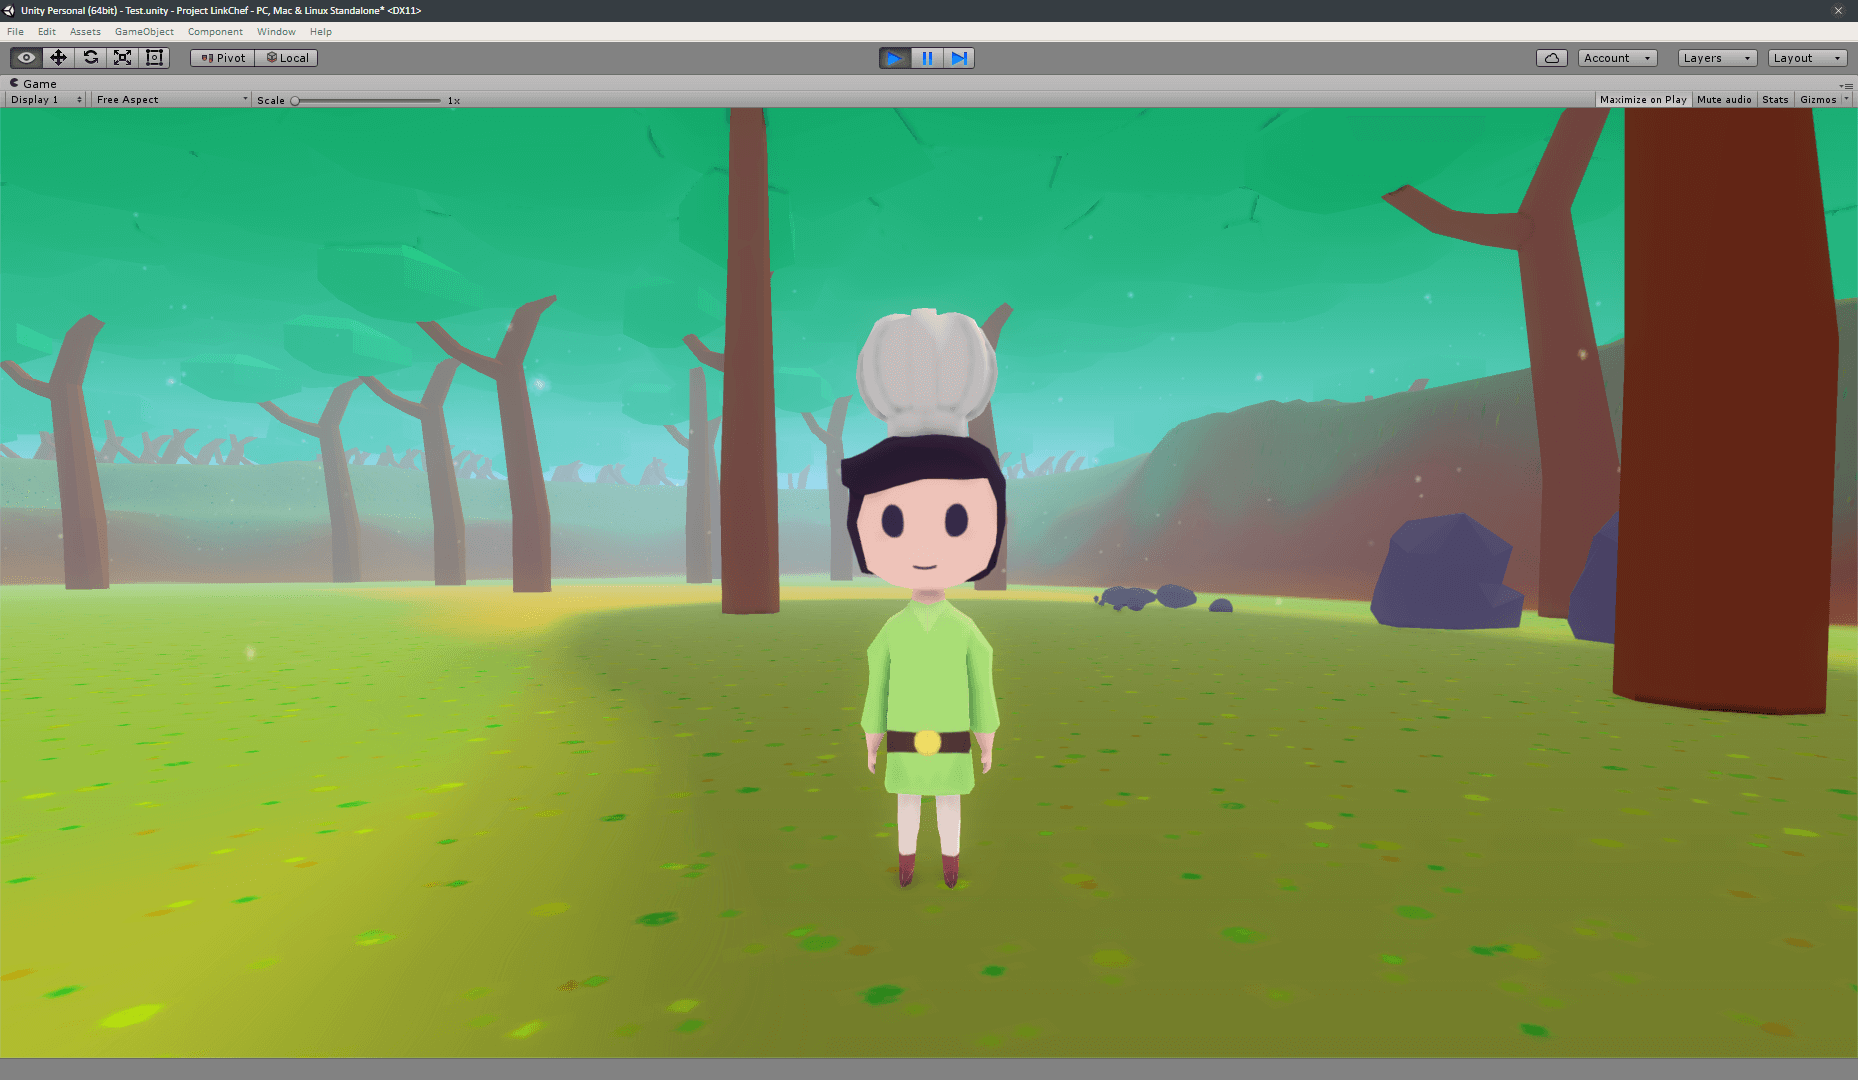 Unity Personal (64bit) - Test.unity - Project LinkChef - PC, Mac & Linux Standalone* <DX11>
File Edit Assets GameObject Component Window Help
Pivot Local Account Layers Layout
Game
Display 1 Free Aspect Scale 1x Maximize on Play Mute audio Stats Gizmos